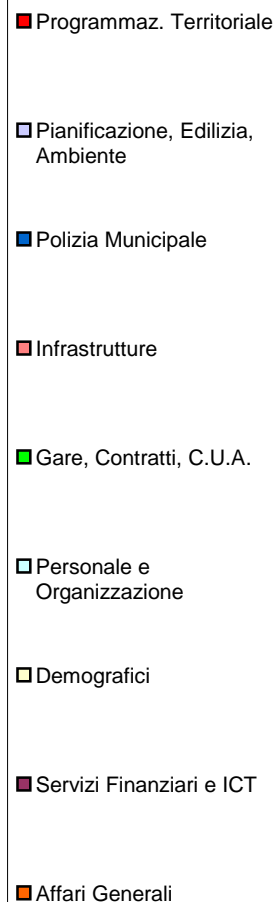 Programmaz. Territoriale
Pianificazione, Edilizia,
Ambiente
Polizia Municipale
Infrastrutture
Gare, Contratti, C.U.A.
Personale e
Organizzazione
Demografici
Servizi Finanziari e ICT
Affari Generali